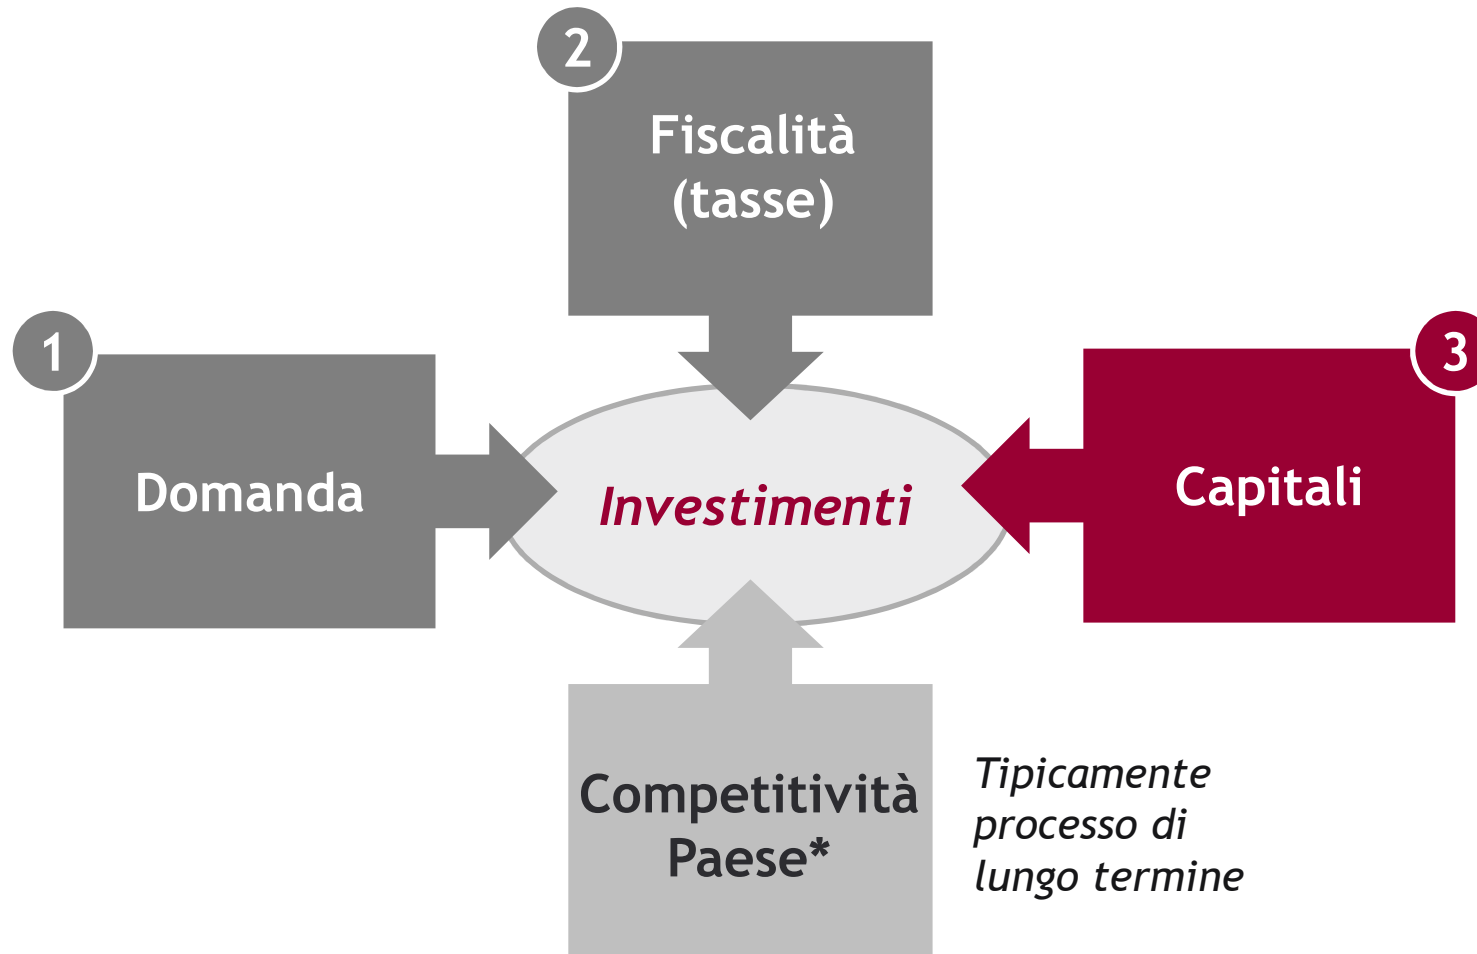 2
Fiscalità
(tasse)
1
Domanda
Investimenti
3
Capitali
Competitività
Paese*
Tipicamente
processo di
lungo termine